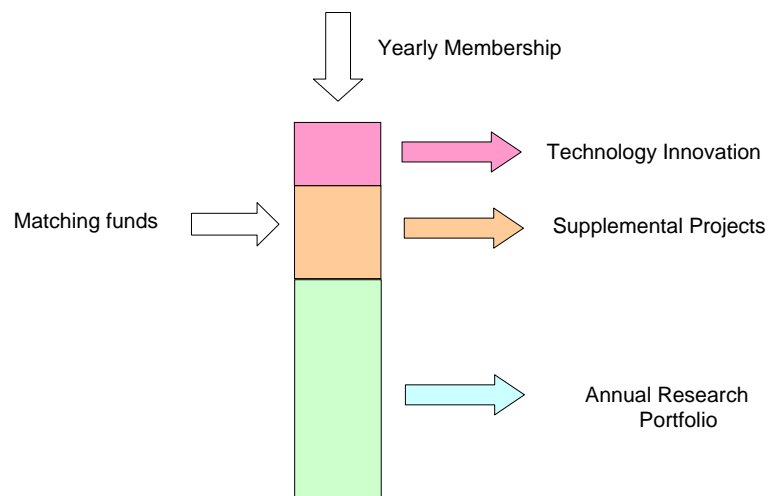 Yearly Membership
Technology Innovation
Matching funds
Supplemental Projects
Annual Research
Portfolio